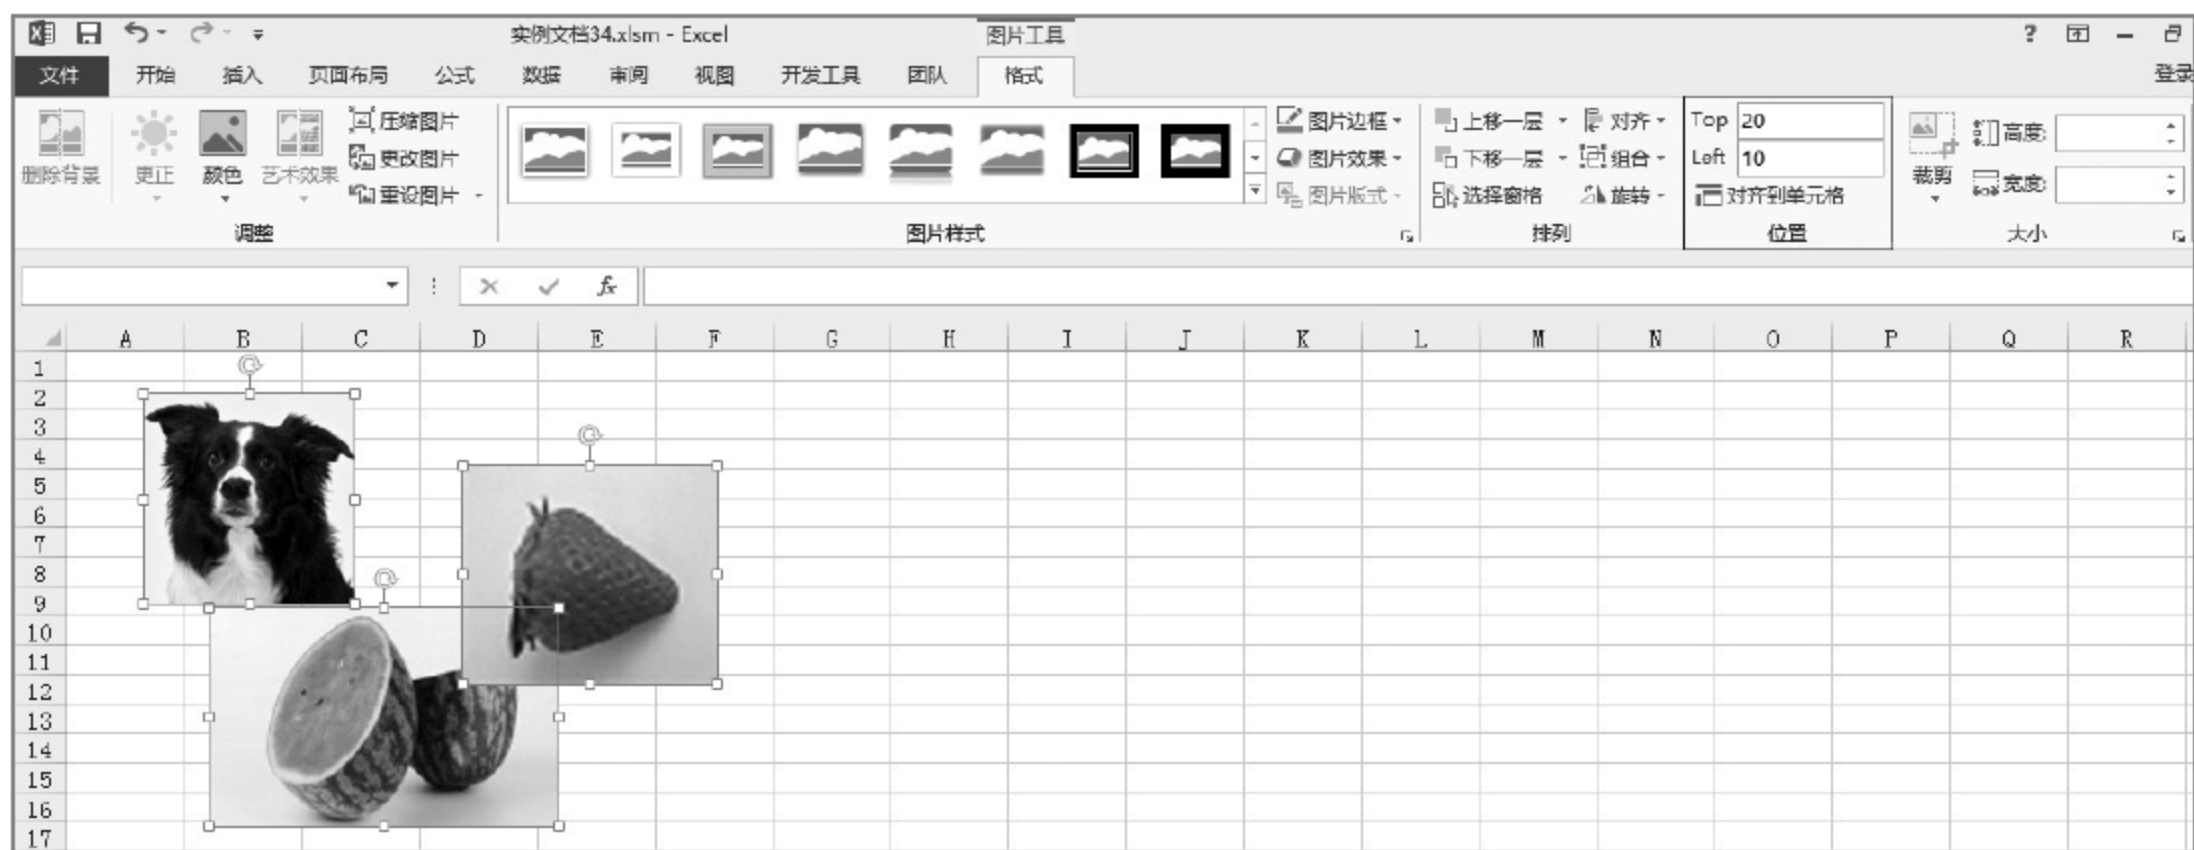 实例文档34.xlsm - Excel
图片工具
?
文件 开始 插入 页面布局 公式 数据 审阅 视图 开发工具 团队 格式 登录
删除背景 更正 颜色 艺术效果
压缩图片
更改图片
重设图片
调整
图片边框
图片效果
图片版式
图片样式
上移一层 对齐
下移一层 组合
选择窗格 旋转
排列
Top 20
Left 10
对齐到单元格
位置
裁剪
高度:
宽度:
大小
fx
A B C D E F G H I J K L M N O P Q R
1
2
3
4
5
6
7
8
9
10
11
12
13
14
15
16
17